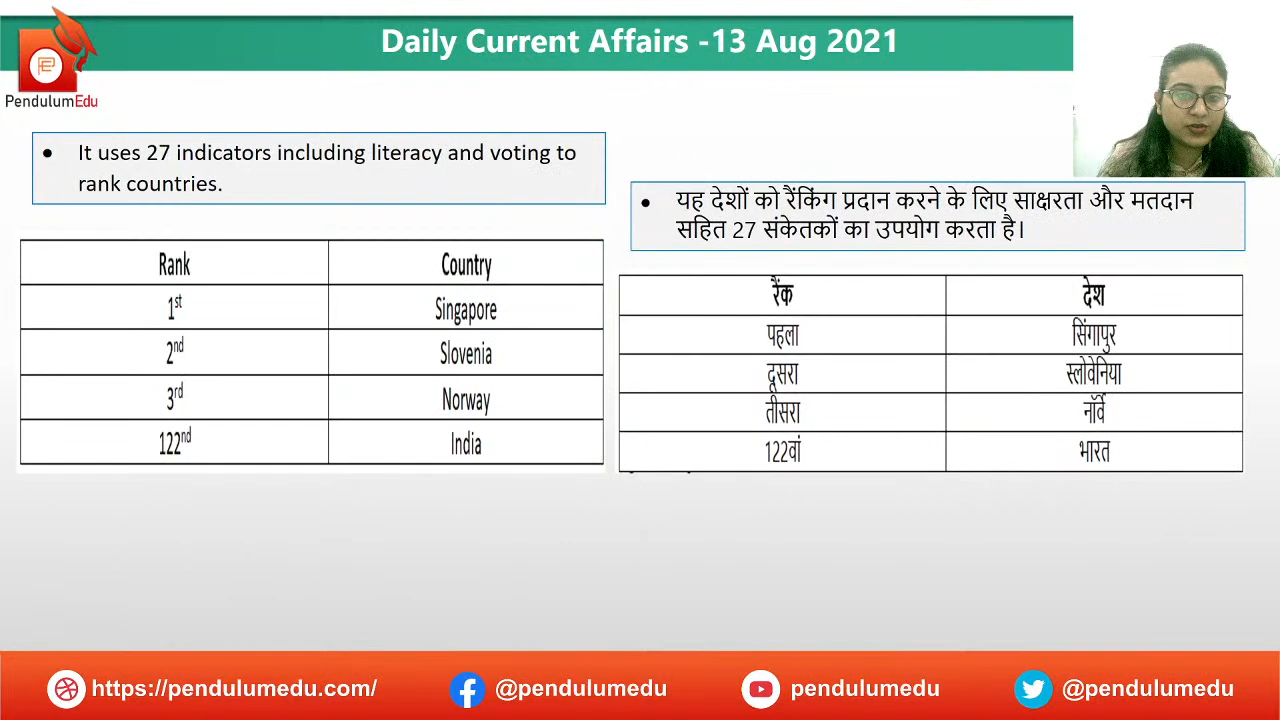 Daily Current Affairs -13 Aug 2021
PendulumEdu
• It uses 27 indicators including literacy and voting to
rank countries.
Rank Country
1st Singapore
2nd Slovenia
3rd Norway
122nd India
• यह देशों को रैंकिंग प्रदान करने के लिए साक्षरता और मतदान
सहित 27 संकेतकों का उपयोग करता है।
रैंक देश
पहला सिंगापुर
दूसरा स्लोवेनिया
तीसरा नॉर्वे
122वां भारत
https://pendulumedu.com/ @pendulumedu pendulumedu @pendulumedu